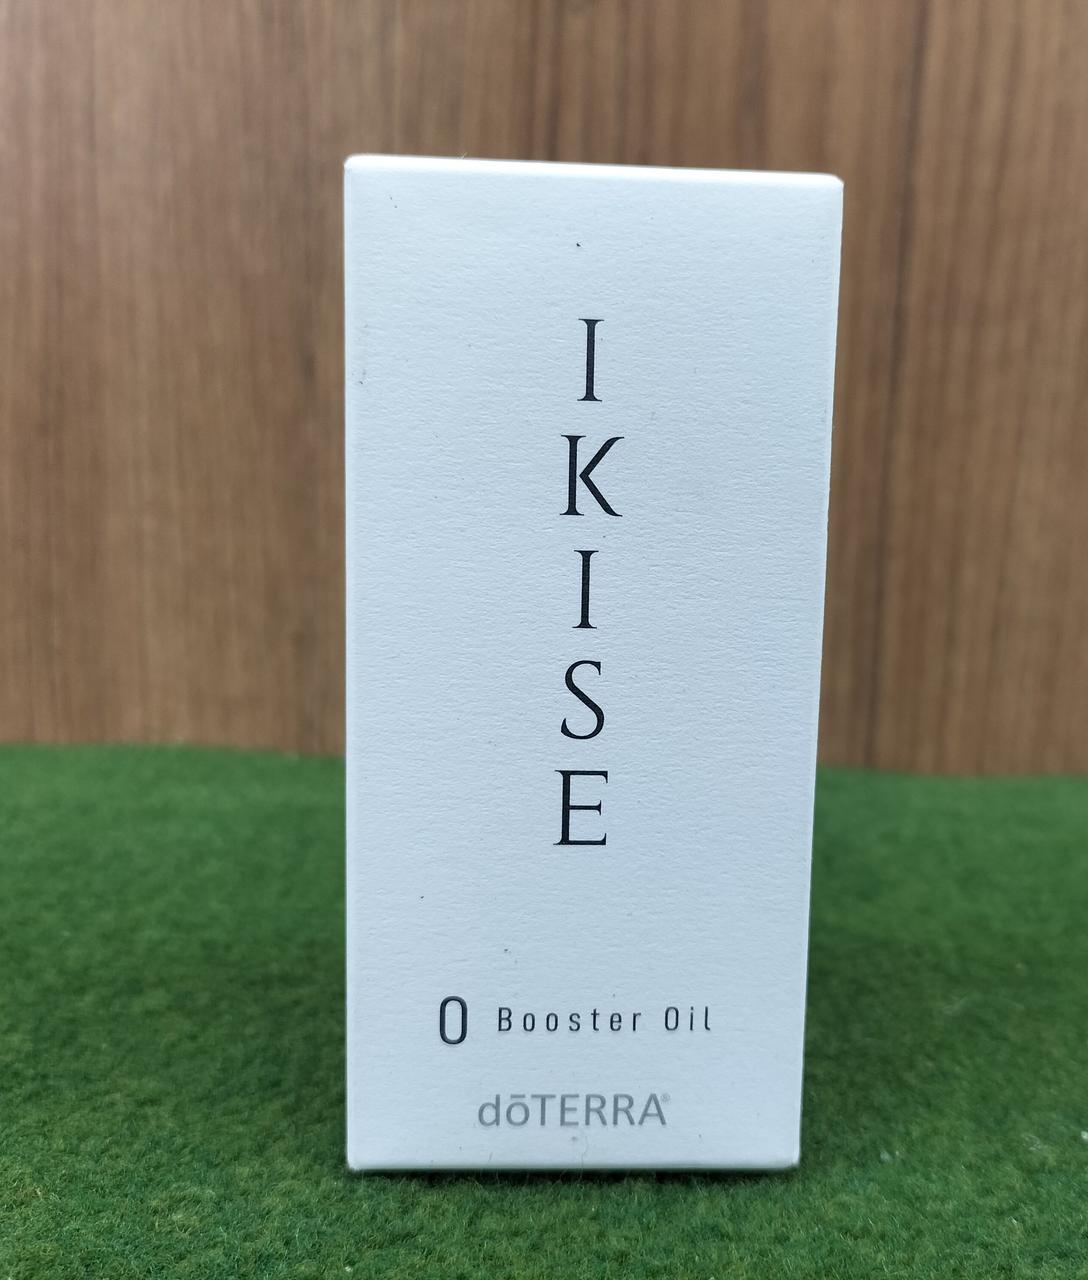 IKISE
0 Booster Oil
dōTERRA®